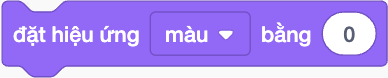 đặt hiệu ứng màu bằng 0